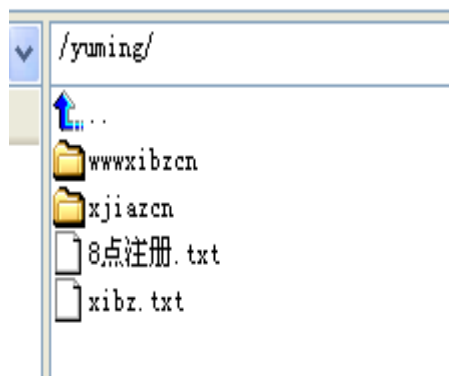 /yuming/
..
wwwxibzcn
xjiazcn
8点注册.txt
xibz.txt